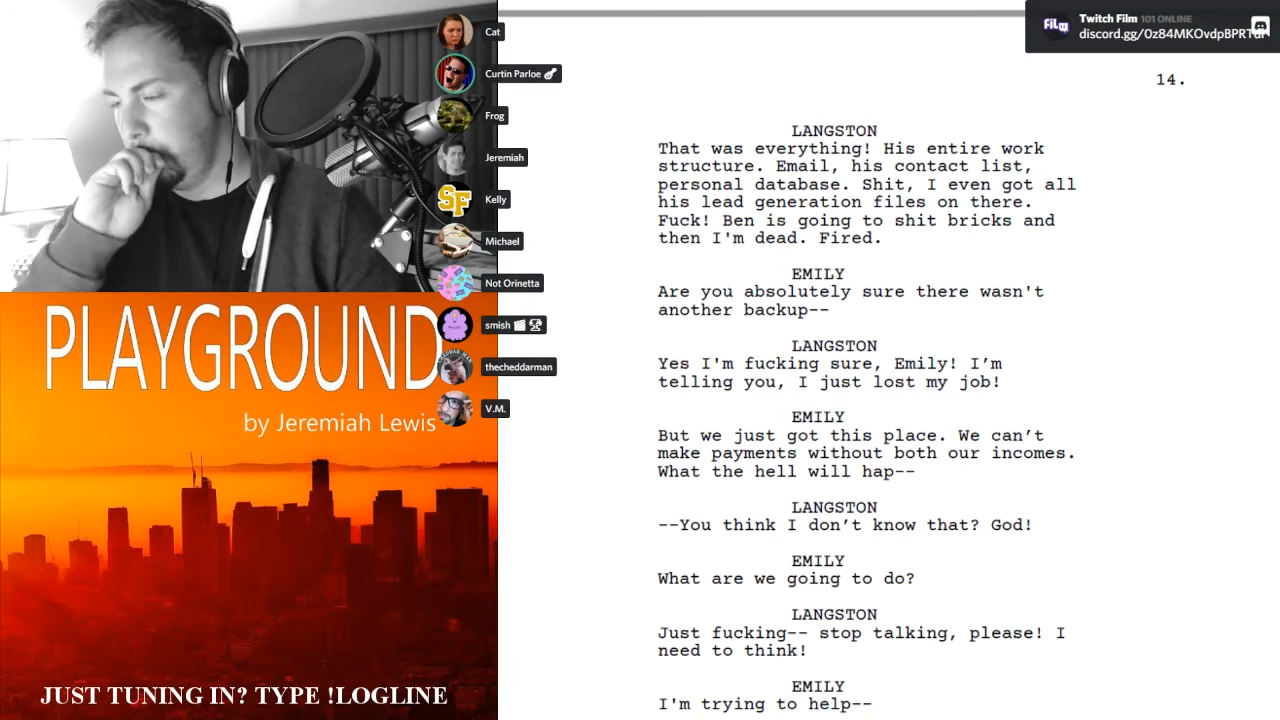 Cat
Curtin Parloe
Frog
Jeremiah
SF
Kelly
Michael
Not Orinetta
smish
thecheddarman
V.M.
PLAYGROUND
by Jeremiah Lewis
JUST TUNING IN? TYPE !LOGLINE
FILM
Twitch Film 101 ONLINE
14.
LANGSTON
That was everything! His entire work
structure. Email, his contact list,
personal database. Shit, I even got all
his lead generation files on there.
Fuck! Ben is going to shit bricks and
then I'm dead. Fired.
EMILY
Are you absolutely sure there wasn't
another backup--
LANGSTON
Yes I'm fucking sure, Emily! I’m
telling you, I just lost my job!
EMILY
But we just got this place. We can’t
make payments without both our incomes.
What the hell will hap--
LANGSTON
--You think I don’t know that? God!
EMILY
What are we going to do?
LANGSTON
Just fucking-- stop talking, please! I
need to think!
EMILY
I'm trying to help--